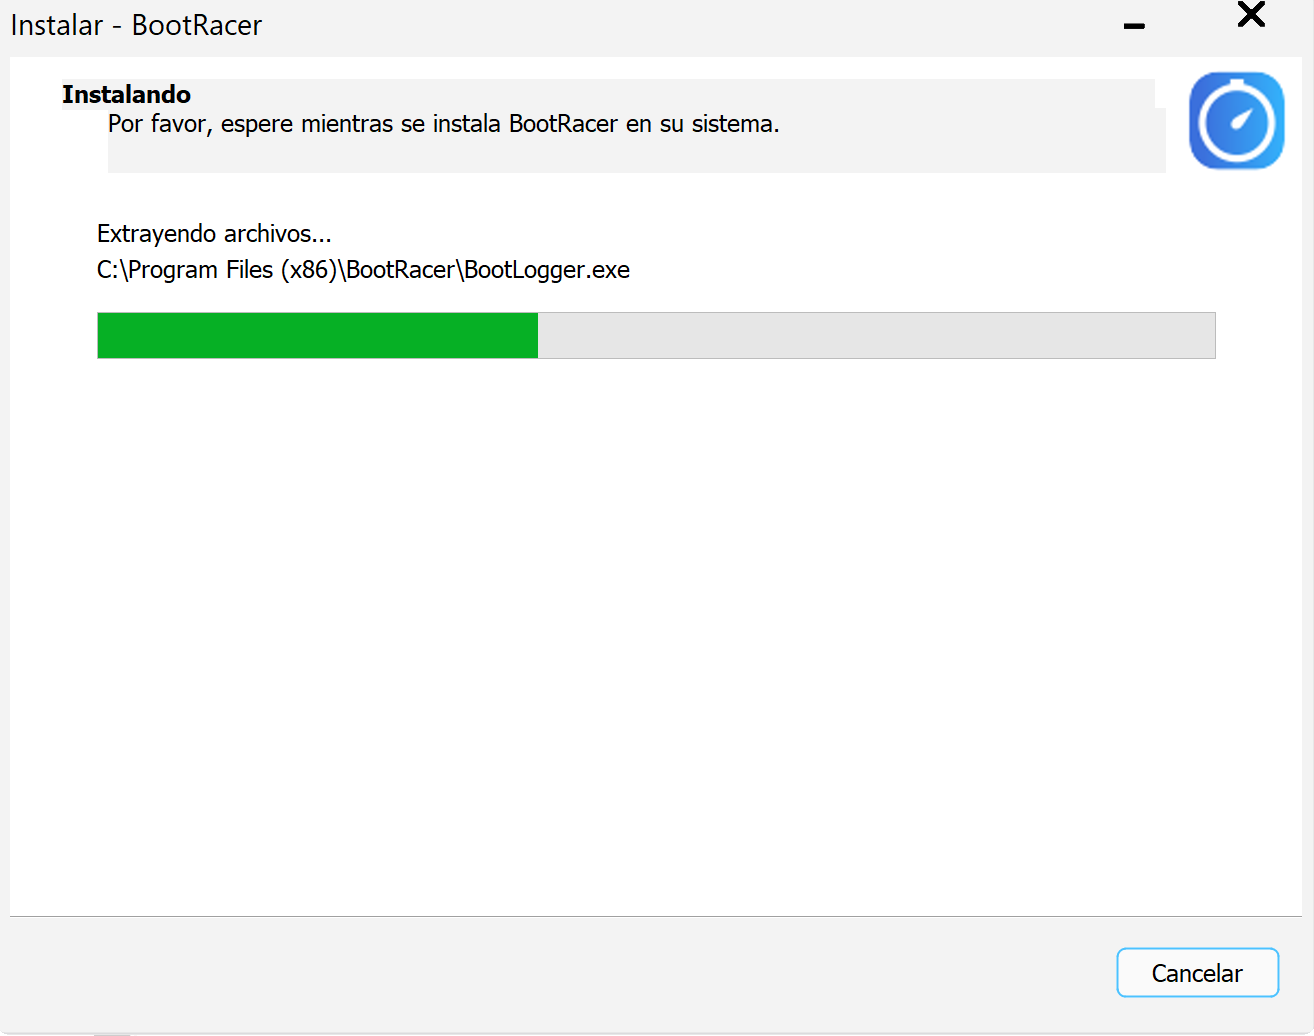 Instalar - BootRacer
Instalando
Por favor, espere mientras se instala BootRacer en su sistema.
Extrayendo archivos...
C:\Program Files (x86)\BootRacer\BootLogger.exe
Cancelar